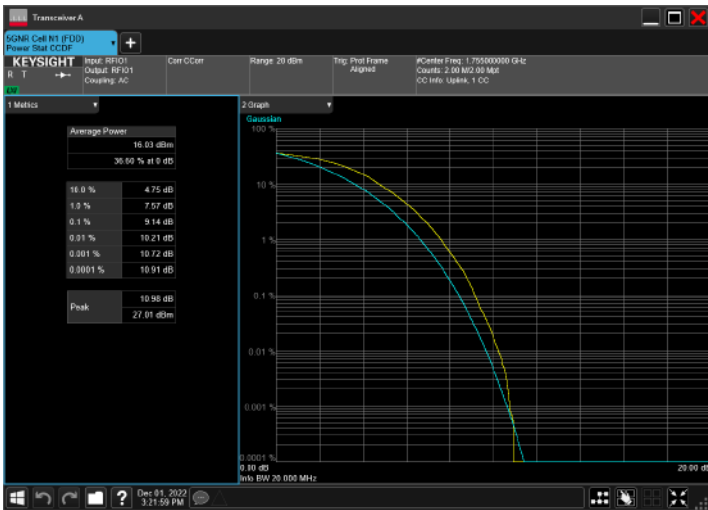 Transceiver A
5GNR Cell N1 (FDD)
Power Stat CCDF
KEYSIGHT
R T
Input: RFIO1
Output: RFIO1
Coupling: AC
Corr CCorr
Range: 20 dBm
Trig: Prot Frame
Aligned
#Center Freq: 1.755000000 GHz
Counts: 2.00 M/2.00 Mpt
CC Info: Uplink, 1 CC
1 Metrics
Average Power
16.03 dBm
36.60 % at 0 dB
10.0 % 4.75 dB
1.0 % 7.57 dB
0.1 % 9.14 dB
0.01 % 10.21 dB
0.001 % 10.72 dB
0.0001 % 10.91 dB
Peak
10.98 dB
27.01 dBm
2 Graph
Gaussian
100 %
10 %
1 %
0.1 %
0.01 %
0.001 %
0.0001 %
0.00 dB
20.00 dB
Info BW 20.000 MHz
Dec 01, 2022
3:21:59 PM